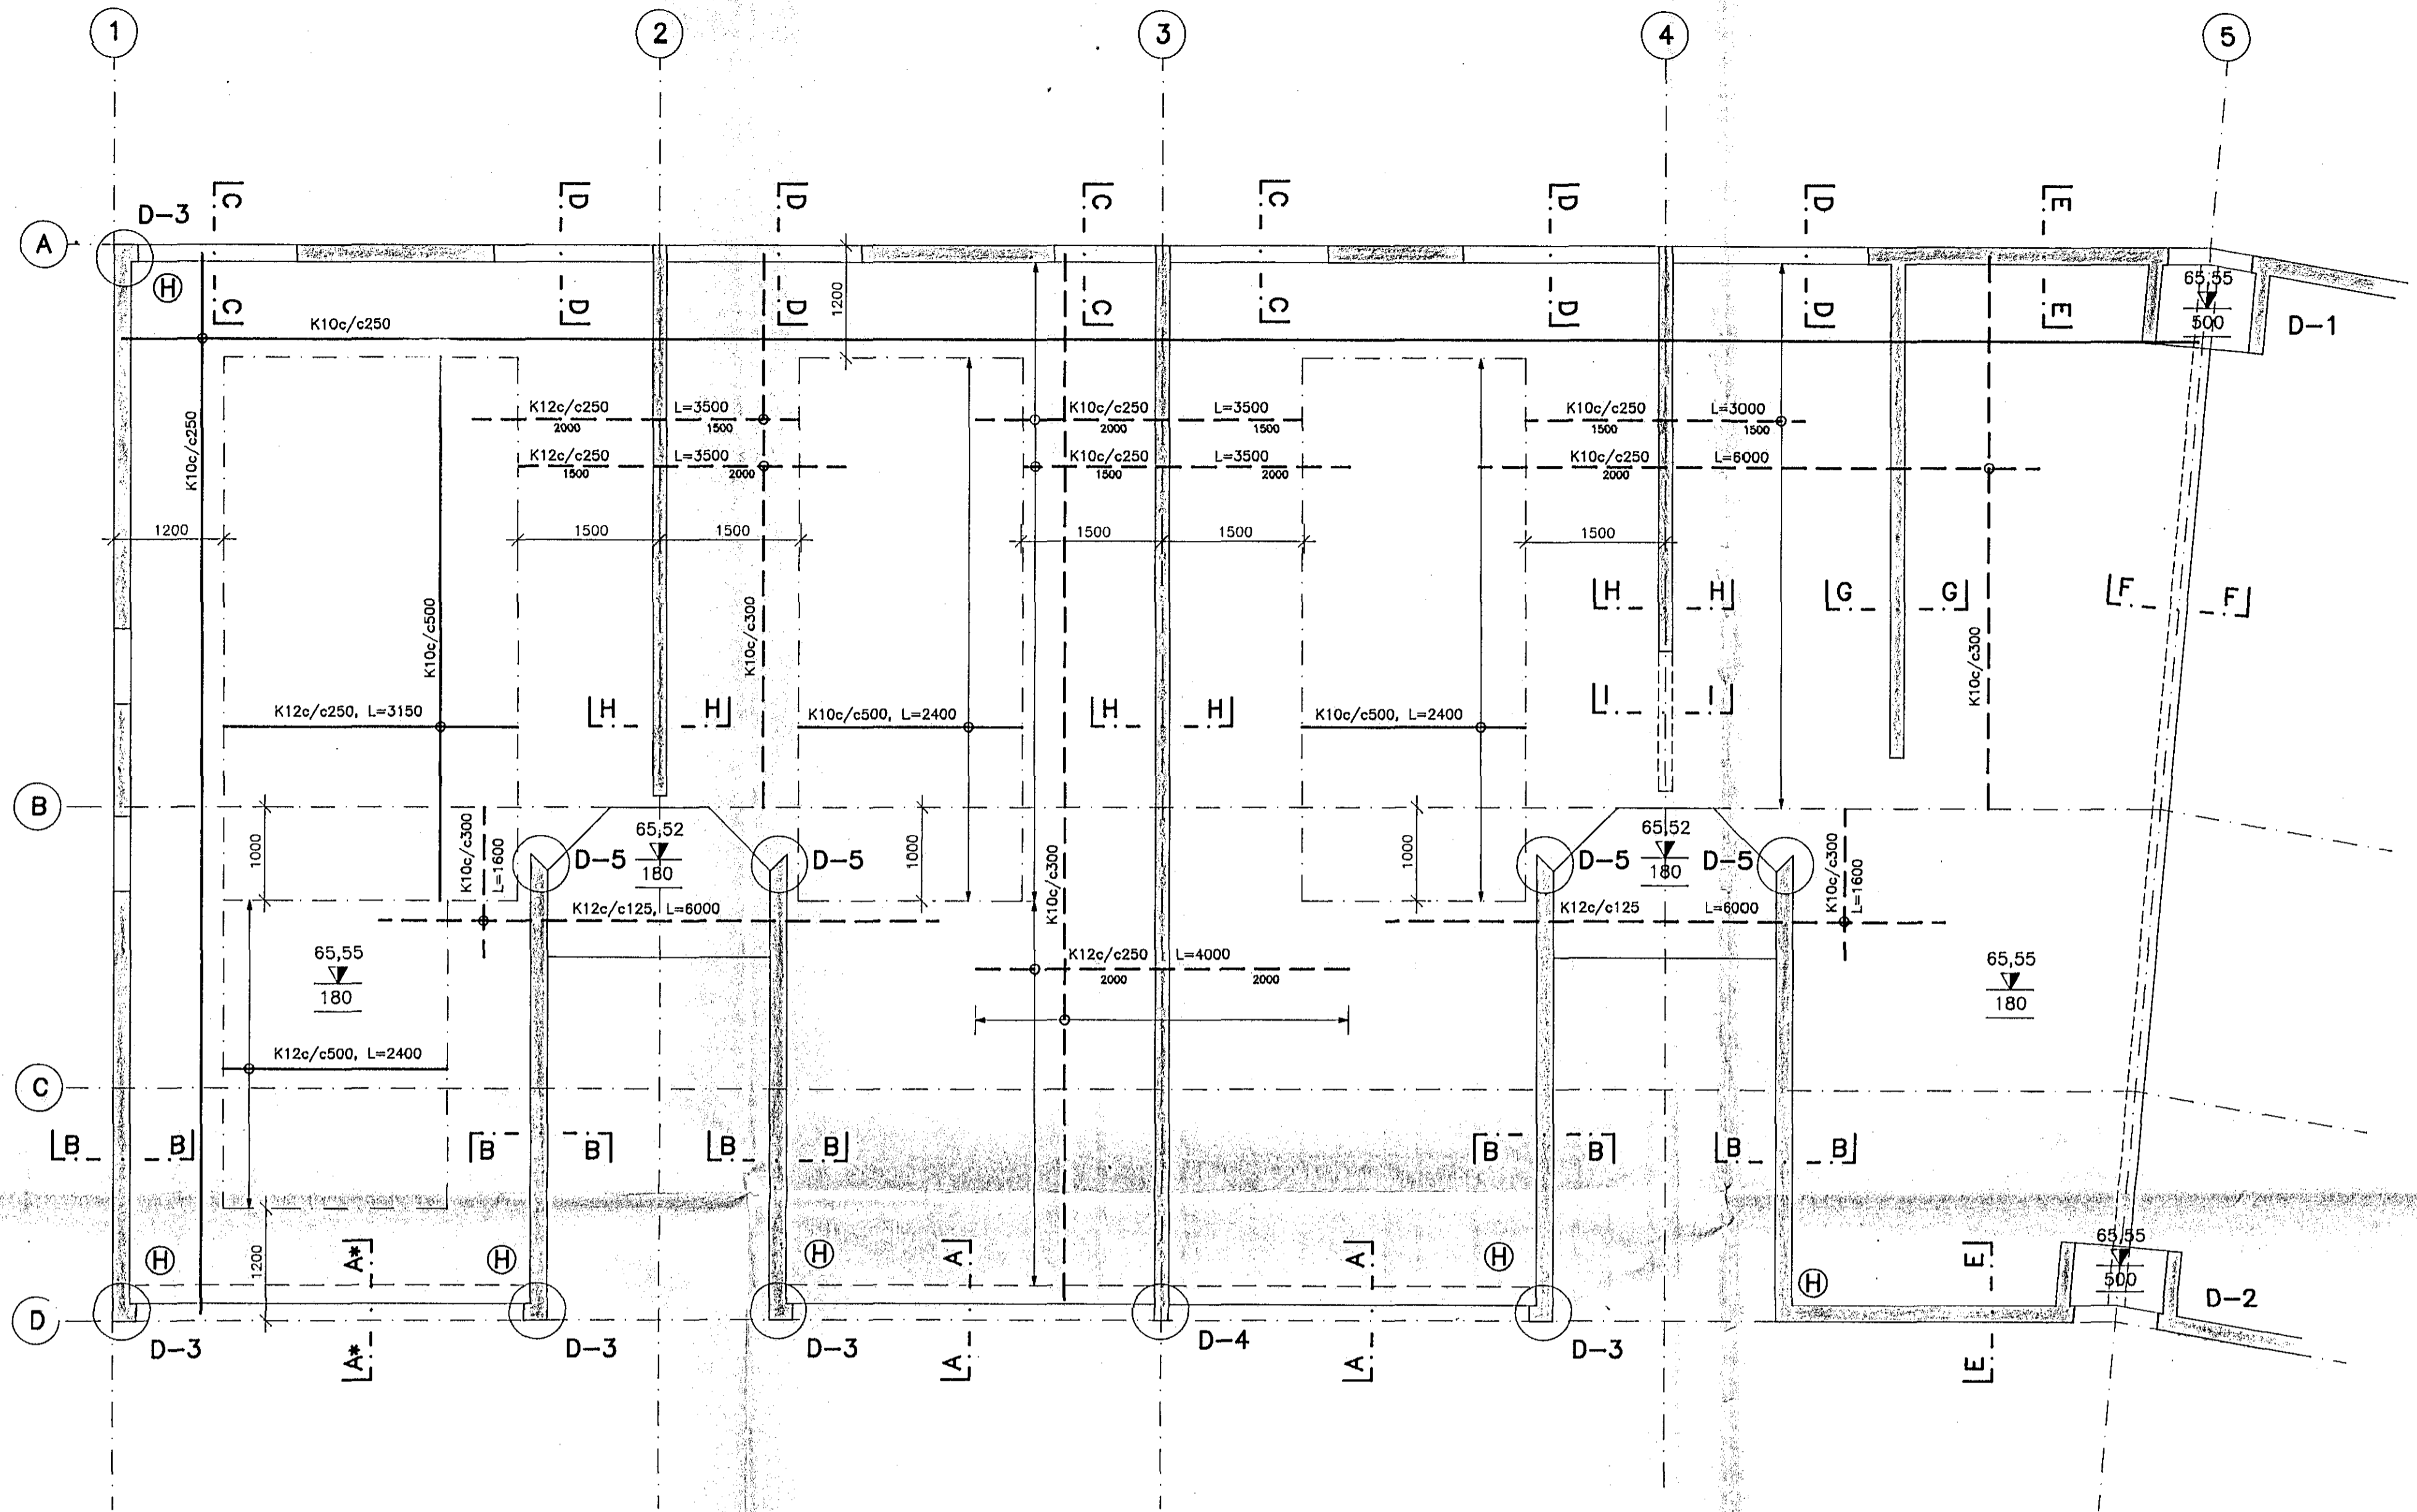 1 2 3 4 5
C D D C C D D E
D-3
A
H
C D D C C D D E
65,55
500
D-1
1200
K10c/c250
K10c/c250
K12c/c250 L=3500
2000 1500
K10c/c250 L=3500
2000 1500
K10c/c250 L=3000
1500 1500
K12c/c250 L=3500
1500 2000
K10c/c250 L=3500
1500 2000
K10c/c250 L=6000
2000
1200 1500 1500 1500 1500 1500
H H G G F F
K10c/c500
K10c/c300
K10c/c300
K12c/c250, L=3150
H H
K10c/c500, L=2400
H H
K10c/c500, L=2400
I I
B
1000
K10c/c300
L=1600
65,52
180
D-5 D-5
1000
K10c/c300
1000
65,52
180
D-5 D-5
K10c/c300
L=1600
K12c/c125, L=6000
K12c/c125 L=6000
65,55
180
K12c/c250 L=4000
2000 2000
65,55
180
K12c/c500, L=2400
C
B B B B B B B B B B
1200
H A* H H A A H H E
65,55
500
D-2
D
D-3 A* D-3 D-3 A D-4 A D-3 E